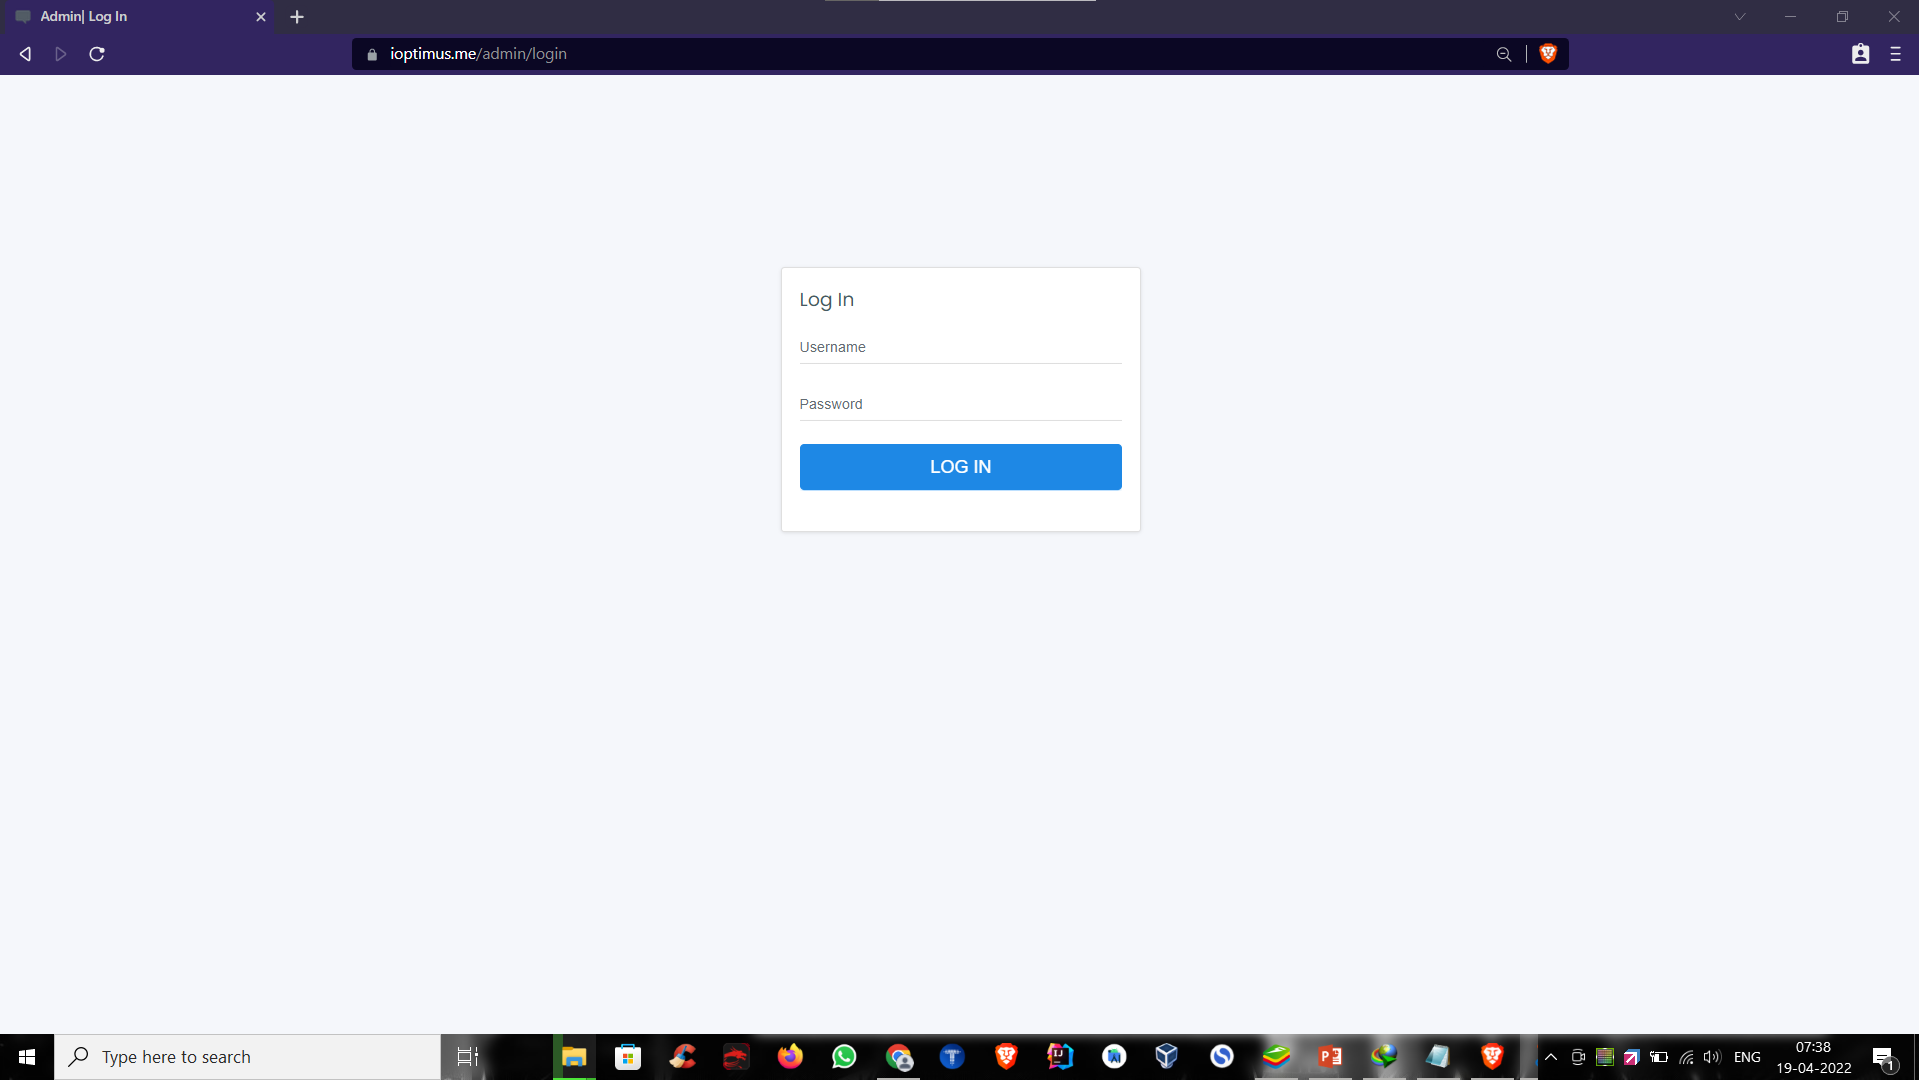 Admin| Log In
ioptimus.me/admin/login
Log In
Username
Password
LOG IN
Type here to search
ENG
07:38
19-04-2022
1